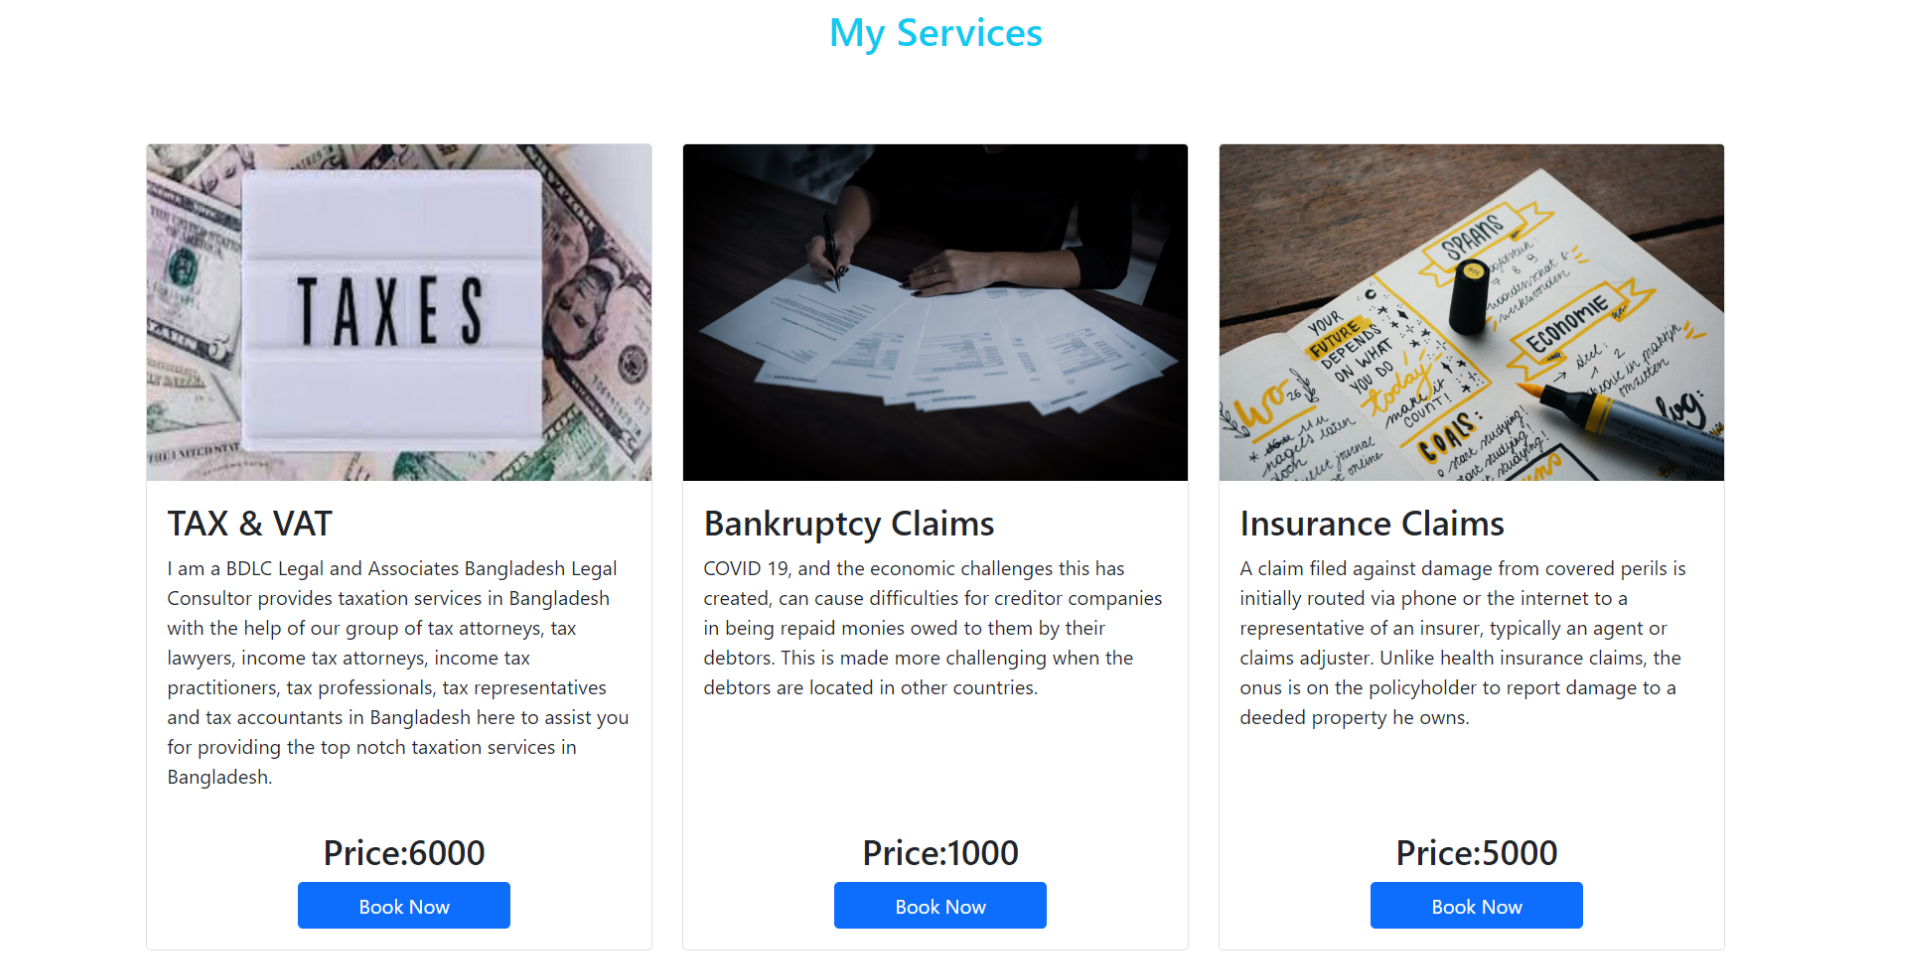 My Services
TAXES
SPAANS
ECONOMIE
YOUR
FUTURE
DEPENDS
ON WHAT
YOU DO
today
make it
COUNT!
GOALS:
start studying!
start studying!
studying!
TAX & VAT
I am a BDLC Legal and Associates Bangladesh Legal
Consultor provides taxation services in Bangladesh
with the help of our group of tax attorneys, tax
lawyers, income tax attorneys, income tax
practitioners, tax professionals, tax representatives
and tax accountants in Bangladesh here to assist you
for providing the top notch taxation services in
Bangladesh.
Price:6000
Book Now
Bankruptcy Claims
COVID 19, and the economic challenges this has
created, can cause difficulties for creditor companies
in being repaid monies owed to them by their
debtors. This is made more challenging when the
debtors are located in other countries.
Price:1000
Book Now
Insurance Claims
A claim filed against damage from covered perils is
initially routed via phone or the internet to a
representative of an insurer, typically an agent or
claims adjuster. Unlike health insurance claims, the
onus is on the policyholder to report damage to a
deeded property he owns.
Price:5000
Book Now